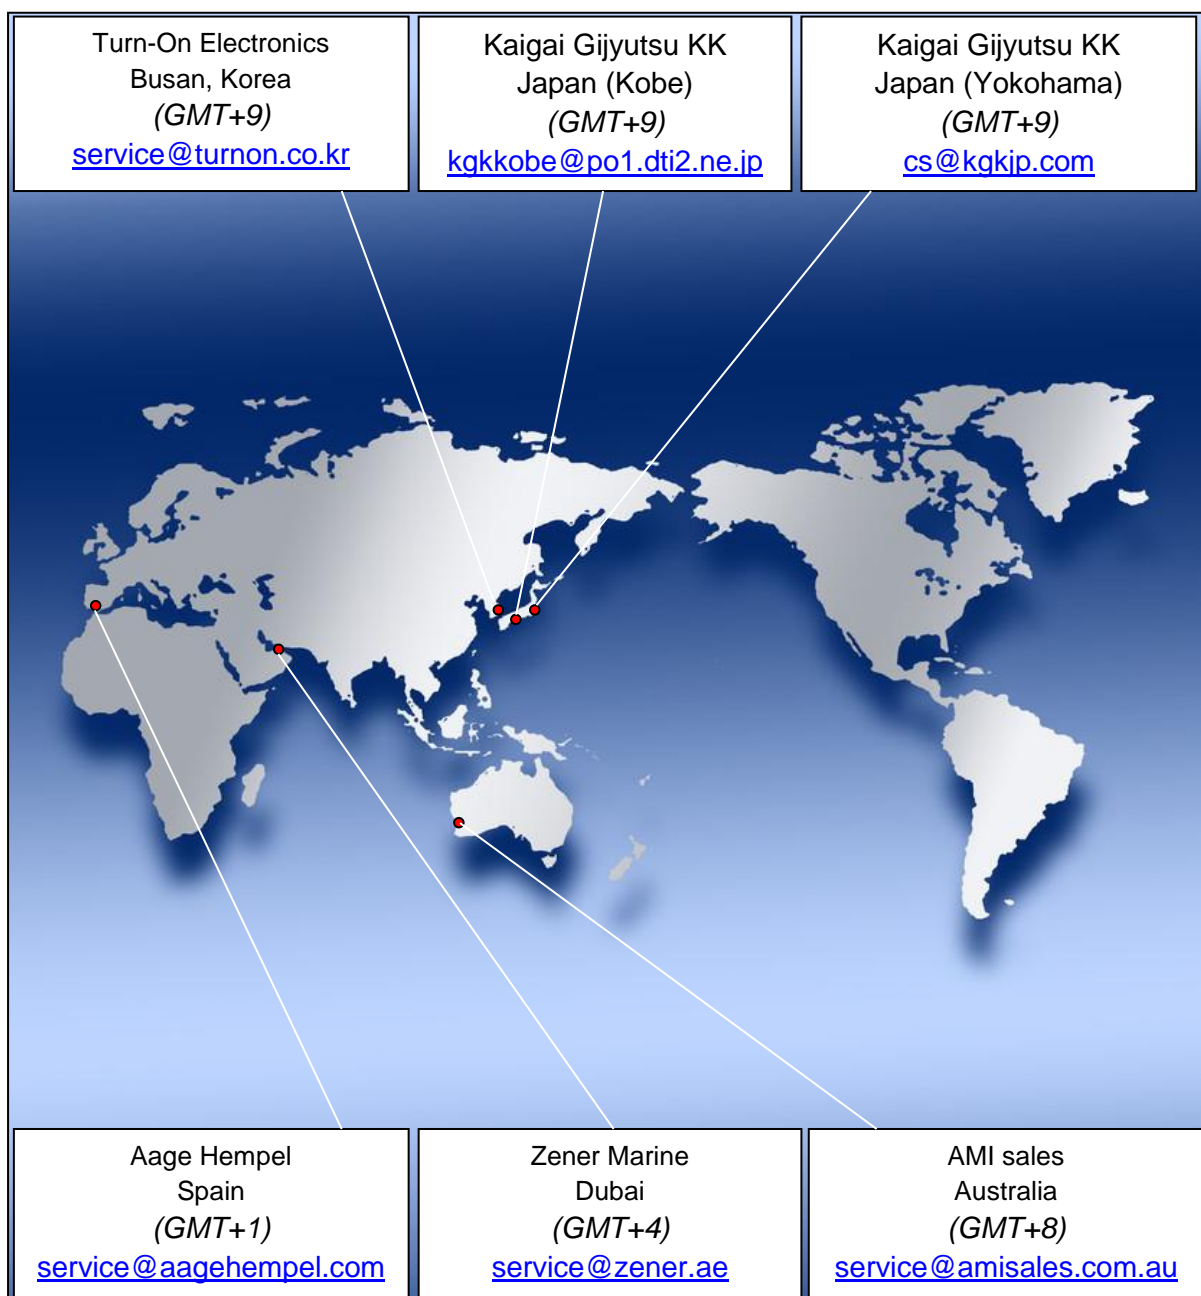 Turn-On Electronics
Busan, Korea
(GMT+9)
service@turnon.co.kr
Kaigai Gijyutsu KK
Japan (Kobe)
(GMT+9)
kgkkobe@po1.dti2.ne.jp
Kaigai Gijyutsu KK
Japan (Yokohama)
(GMT+9)
cs@kgkjp.com
Aage Hempel
Spain
(GMT+1)
service@aagehempel.com
Zener Marine
Dubai
(GMT+4)
service@zener.ae
AMI sales
Australia
(GMT+8)
service@amisales.com.au